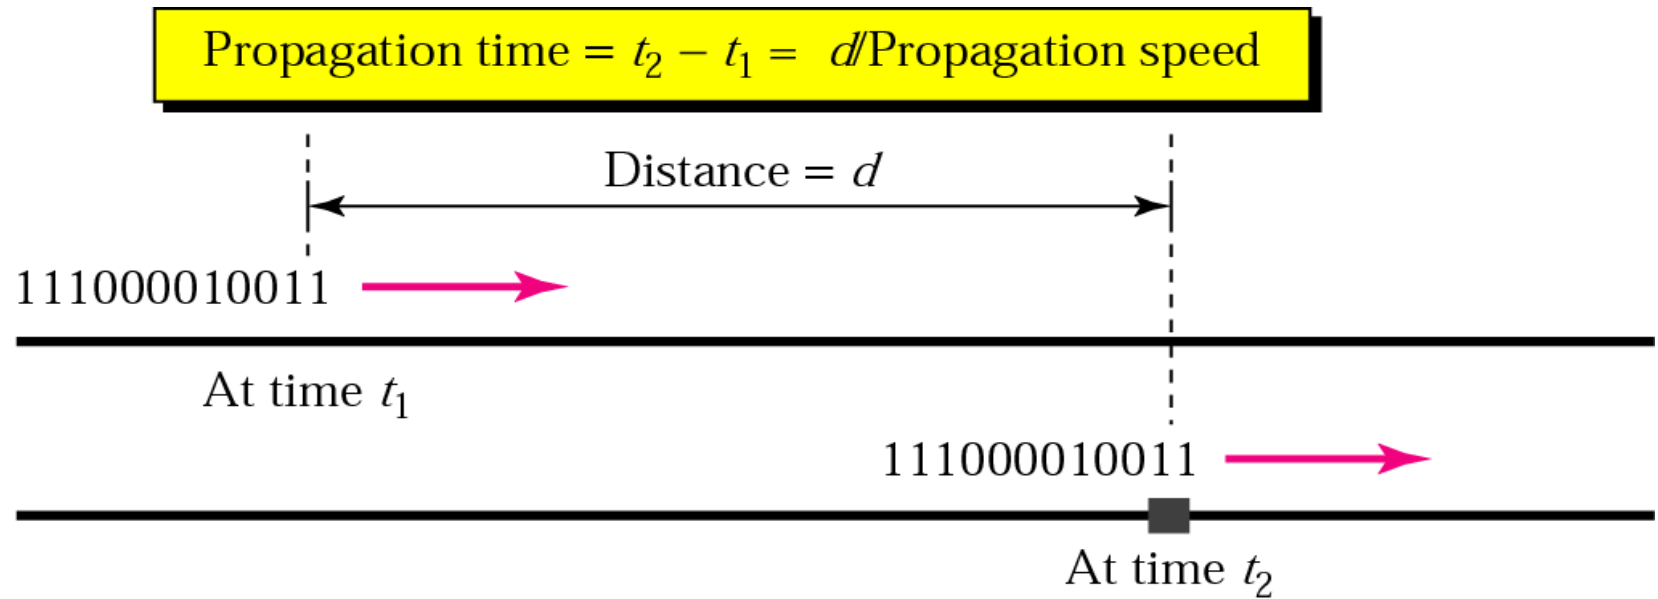 Propagation time = t₂ − t₁ = d/Propagation speed
Distance = d
111000010011
At time t₁
111000010011
At time t₂